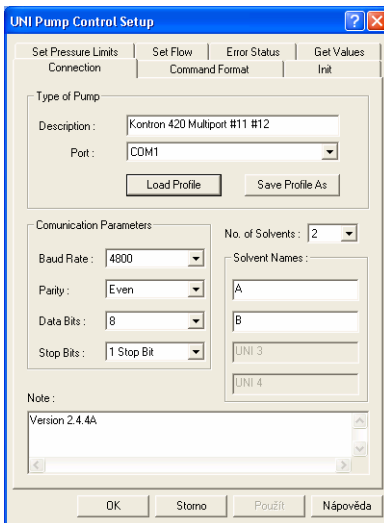 UNI Pump Control Setup
Set Pressure Limits Set Flow Error Status Get Values
Connection Command Format Init
Type of Pump
Description : Kontron 420 Multiport #11 #12
Port : COM1
Load Profile Save Profile As
Comunication Parameters
No. of Solvents : 2
Baud Rate : 4800
Solvent Names :
Parity : Even
A
Data Bits : 8
B
Stop Bits : 1 Stop Bit
UNI 3
UNI 4
Note :
Version 2.4.4A
OK Storno Použít Nápověda